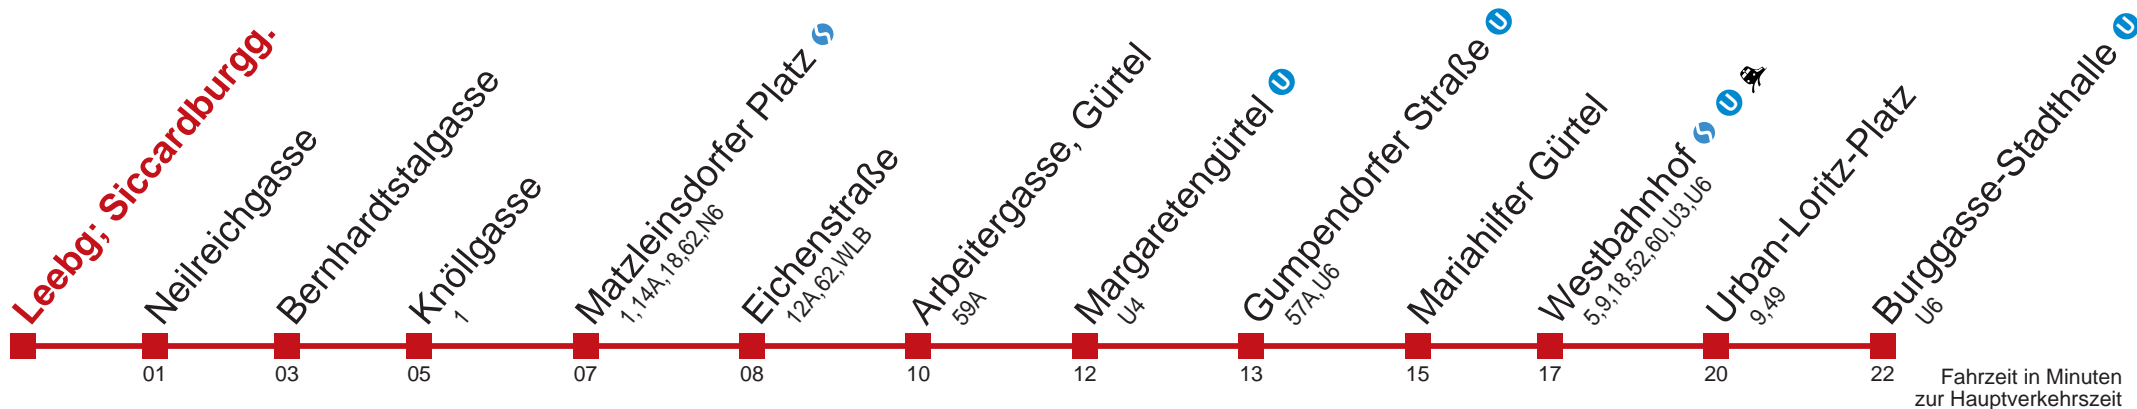 Leebg; Siccardburgg.
Neilreichgasse
01
Bernhardtstalgasse
03
Knöllgasse
1
05
Matzleinsdorfer Platz
1,14A,18,62,N6
07
Eichenstraße
12A,62,WLB
08
Arbeitergasse, Gürtel
59A
10
Margaretengürtel U
U4
12
Gumpendorfer Straße U
57A,U6
13
Mariahilfer Gürtel
15
Westbahnhof U
5,9,18,52,60,U3,U6
17
Urban-Loritz-Platz
9,49
20
Burggasse-Stadthalle U
U6
22
Fahrzeit in Minuten
zur Hauptverkehrszeit